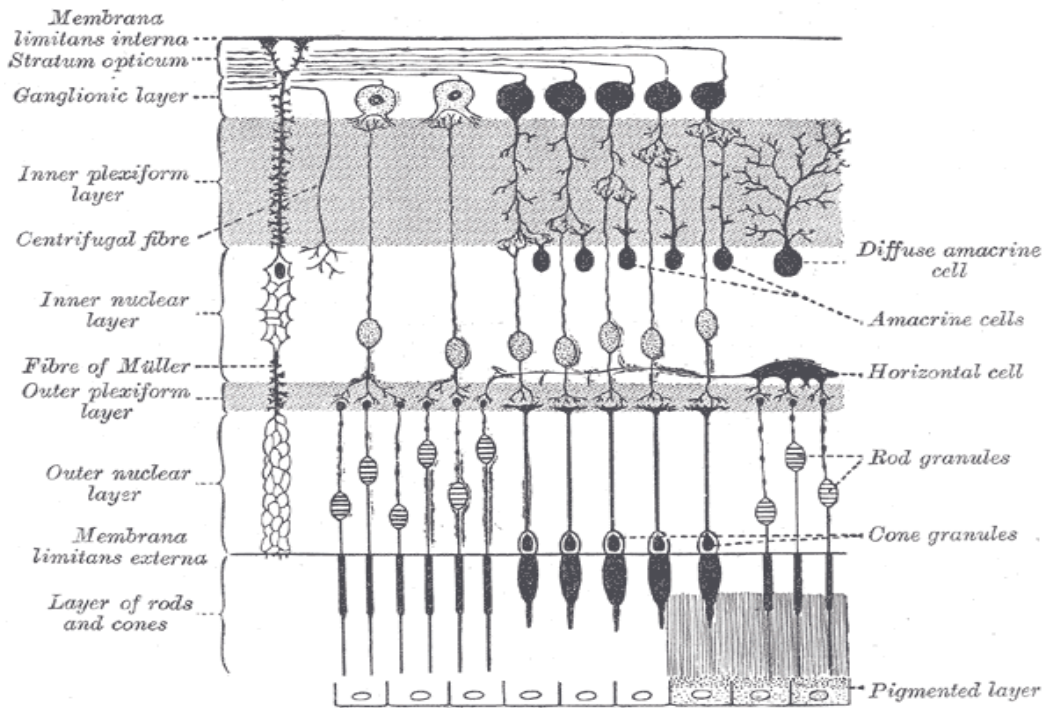 Membrana
limitans interna
Stratum opticum
Ganglionic layer
Inner plexiform
layer
Centrifugal fibre
Inner nuclear
layer
Fibre of Müller
Outer plexiform
layer
Outer nuclear
layer
Membrana
limitans externa
Layer of rods
and cones
Diffuse amacrine
cell
Amacrine cells
Horizontal cell
Rod granules
Cone granules
Pigmented layer